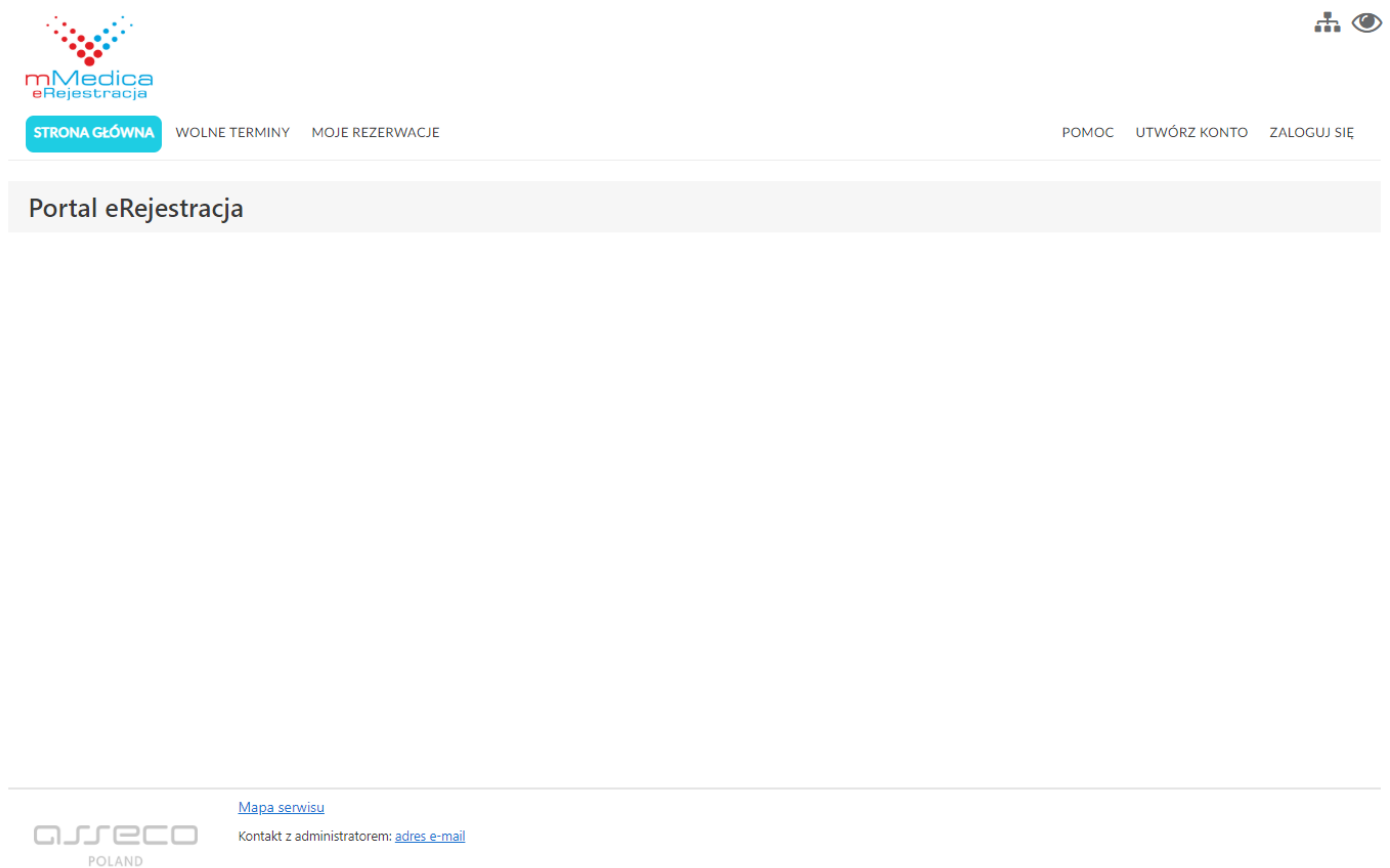 mMedica
eRejestracja
STRONA GŁÓWNA WOLNE TERMINY MOJE REZERWACJE POMOC UTWÓRZ KONTO ZALOGUJ SIĘ
Portal eRejestracja
Mapa serwisu
Kontakt z administratorem: adres e-mail
asseco
POLAND